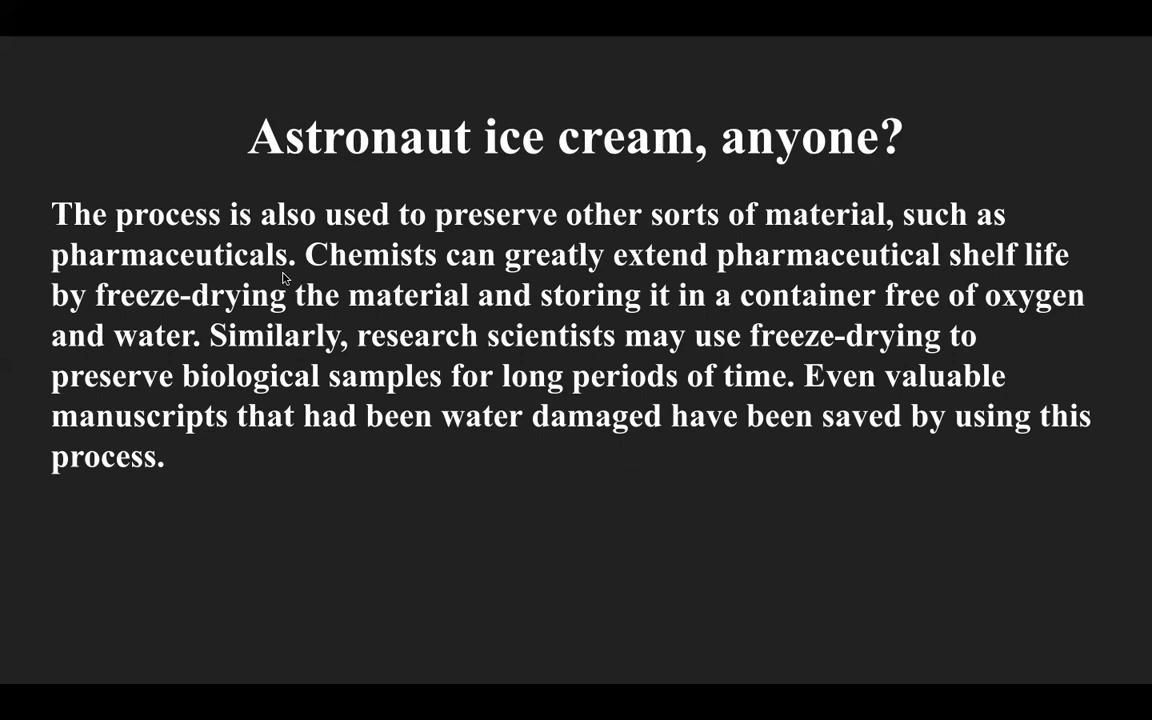 Astronaut ice cream, anyone?
The process is also used to preserve other sorts of material, such as
pharmaceuticals. Chemists can greatly extend pharmaceutical shelf life
by freeze-drying the material and storing it in a container free of oxygen
and water. Similarly, research scientists may use freeze-drying to
preserve biological samples for long periods of time. Even valuable
manuscripts that had been water damaged have been saved by using this
process.